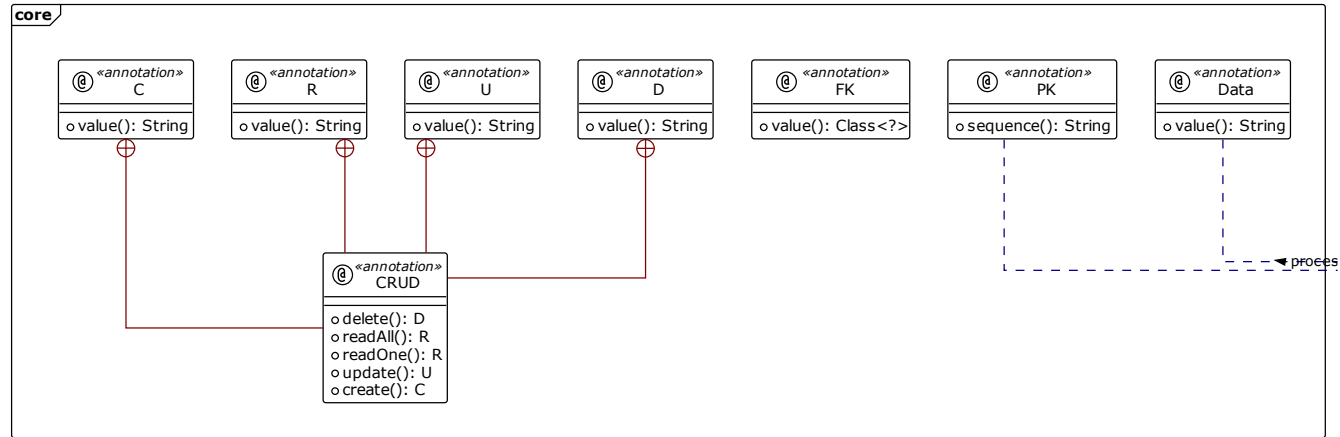 core
@ «annotation»
C
value(): String
@ «annotation»
R
value(): String
@ «annotation»
U
value(): String
@ «annotation»
D
value(): String
@ «annotation»
FK
value(): Class<?>
@ «annotation»
PK
sequence(): String
@ «annotation»
Data
value(): String
proces
@ «annotation»
CRUD
delete(): D
readAll(): R
readOne(): R
update(): U
create(): C